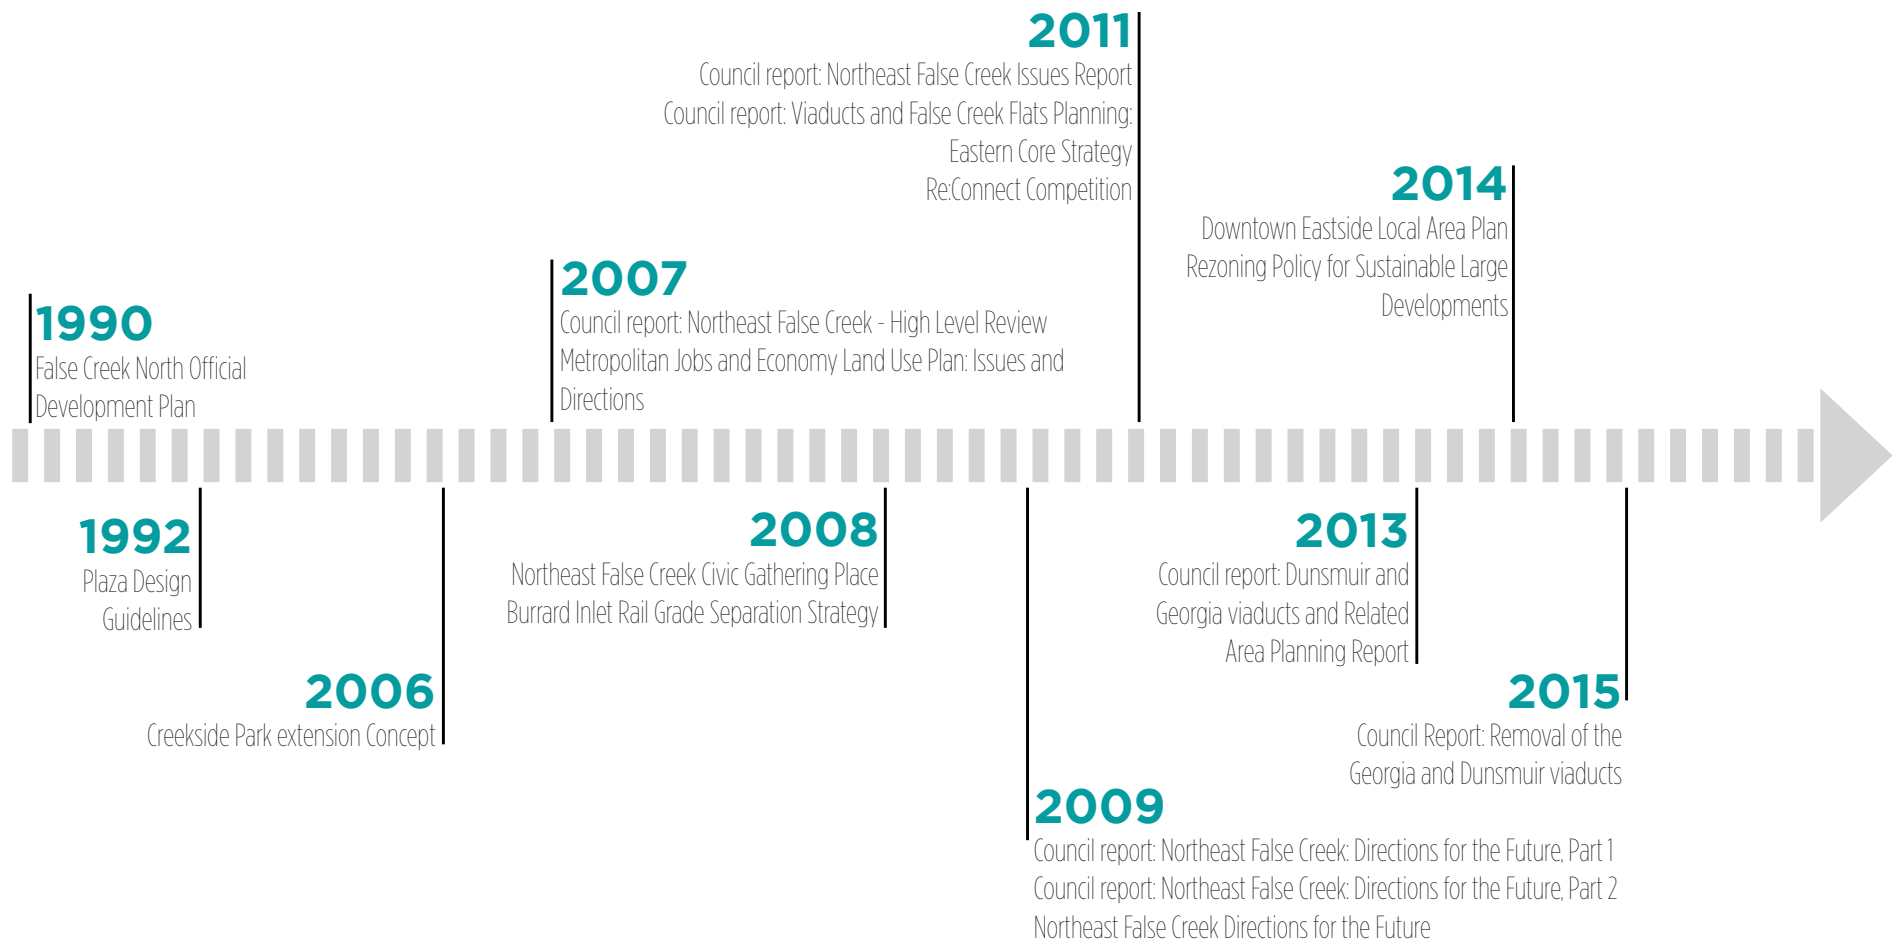 2011
Council report: Northeast False Creek Issues Report
Council report: Viaducts and False Creek Flats Planning:
Eastern Core Strategy
Re:Connect Competition
2014
Downtown Eastside Local Area Plan
Rezoning Policy for Sustainable Large
Developments
2007
Council report: Northeast False Creek - High Level Review
Metropolitan Jobs and Economy Land Use Plan: Issues and
Directions
1990
False Creek North Official
Development Plan
1992
Plaza Design
Guidelines
2006
Creekside Park extension Concept
2008
Northeast False Creek Civic Gathering Place
Burrard Inlet Rail Grade Separation Strategy
2013
Council report: Dunsmuir and
Georgia viaducts and Related
Area Planning Report
2015
Council Report: Removal of the
Georgia and Dunsmuir viaducts
2009
Council report: Northeast False Creek: Directions for the Future, Part 1
Council report: Northeast False Creek: Directions for the Future, Part 2
Northeast False Creek Directions for the Future